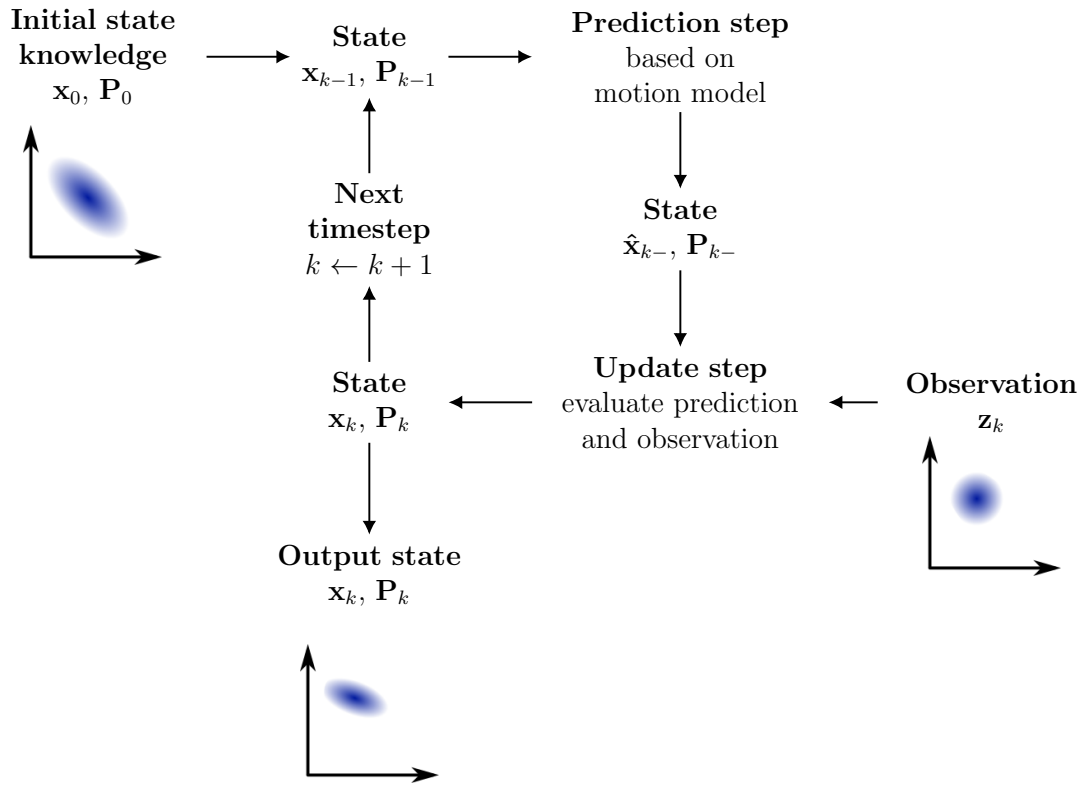 Initial state
knowledge
x₀, P₀
State
xₖ₋₁, Pₖ₋₁
Prediction step
based on
motion model
Next
timestep
k ← k + 1
State
x̂ₖ₋, Pₖ₋
State
xₖ, Pₖ
Update step
evaluate prediction
and observation
Observation
zₖ
Output state
xₖ, Pₖ